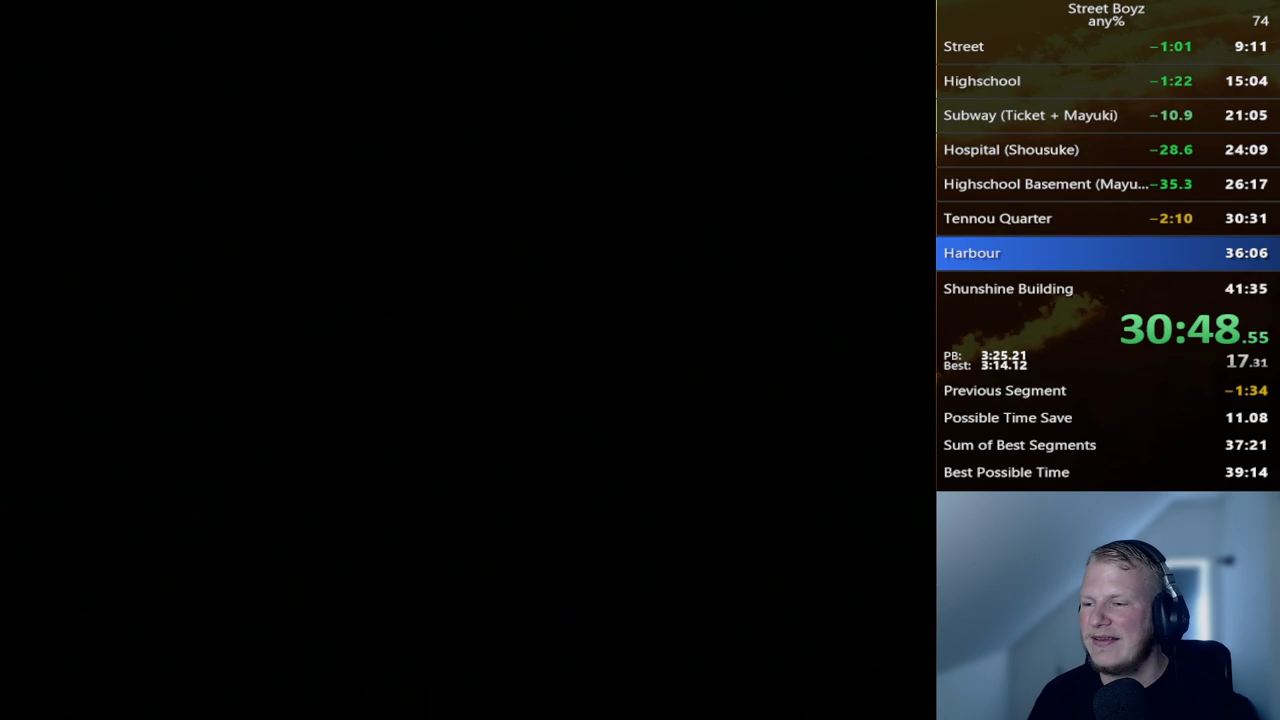 Street Boyz
any%
74
Street −1:01 9:11
Highschool −1:22 15:04
Subway (Ticket + Mayuki) −10.9 21:05
Hospital (Shousuke) −28.6 24:09
Highschool Basement (Mayu... −35.3 26:17
Tennou Quarter −2:10 30:31
Harbour 36:06
Shunshine Building 41:35
30:48.55
PB: 3:25.21
Best: 3:14.12
17.31
Previous Segment −1:34
Possible Time Save 11.08
Sum of Best Segments 37:21
Best Possible Time 39:14